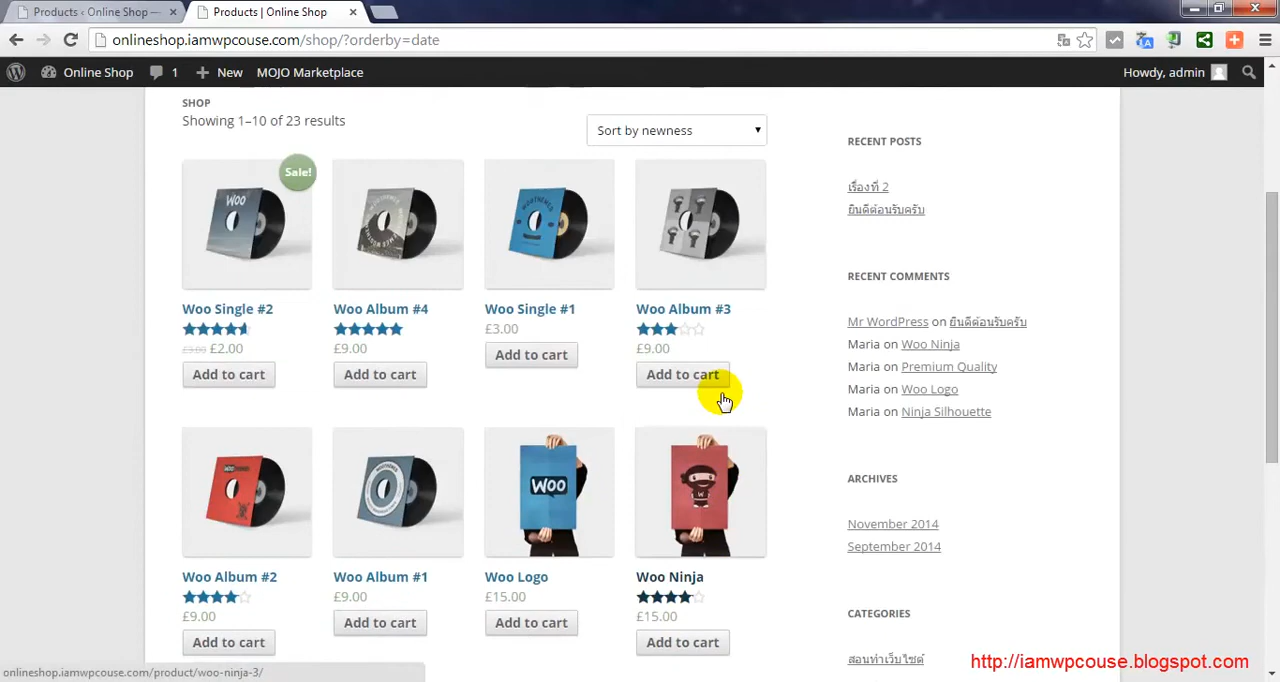 Products ‹ Online Shop —
Products | Online Shop
onlineshop.iamwpcouse.com/shop/?orderby=date
Online Shop
1
New
MOJO Marketplace
Howdy, admin
SHOP
Showing 1–10 of 23 results
Sort by newness
Sale!
WOO
Woo Single #2
£3.00 £2.00
Add to cart
Woo Album #4
£9.00
Add to cart
Woo Single #1
£3.00
Add to cart
Woo Album #3
£9.00
Add to cart
Woo Album #2
£9.00
Add to cart
Woo Album #1
£9.00
Add to cart
WOO
Woo Logo
£15.00
Add to cart
Woo Ninja
£15.00
Add to cart
RECENT POSTS
เรื่องที่ 2
ยินดีต้อนรับครับ
RECENT COMMENTS
Mr WordPress on ยินดีต้อนรับครับ
Maria on Woo Ninja
Maria on Premium Quality
Maria on Woo Logo
Maria on Ninja Silhouette
ARCHIVES
November 2014
September 2014
CATEGORIES
สอนทำเว็บไซต์
onlineshop.iamwpcouse.com/product/woo-ninja-3/
http://iamwpcouse.blogspot.com